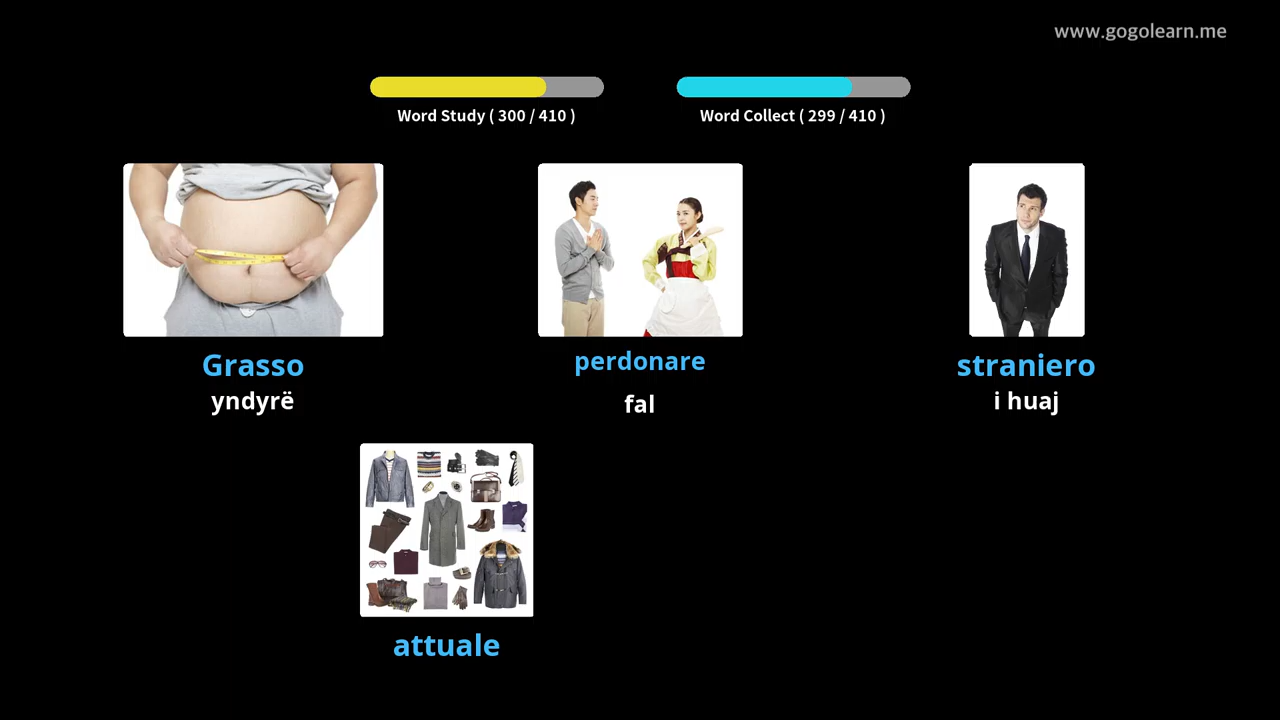 www.gogolearn.me
Word Study ( 300 / 410 )
Word Collect ( 299 / 410 )
Grasso
yndyrë
perdonare
fal
straniero
i huaj
attuale